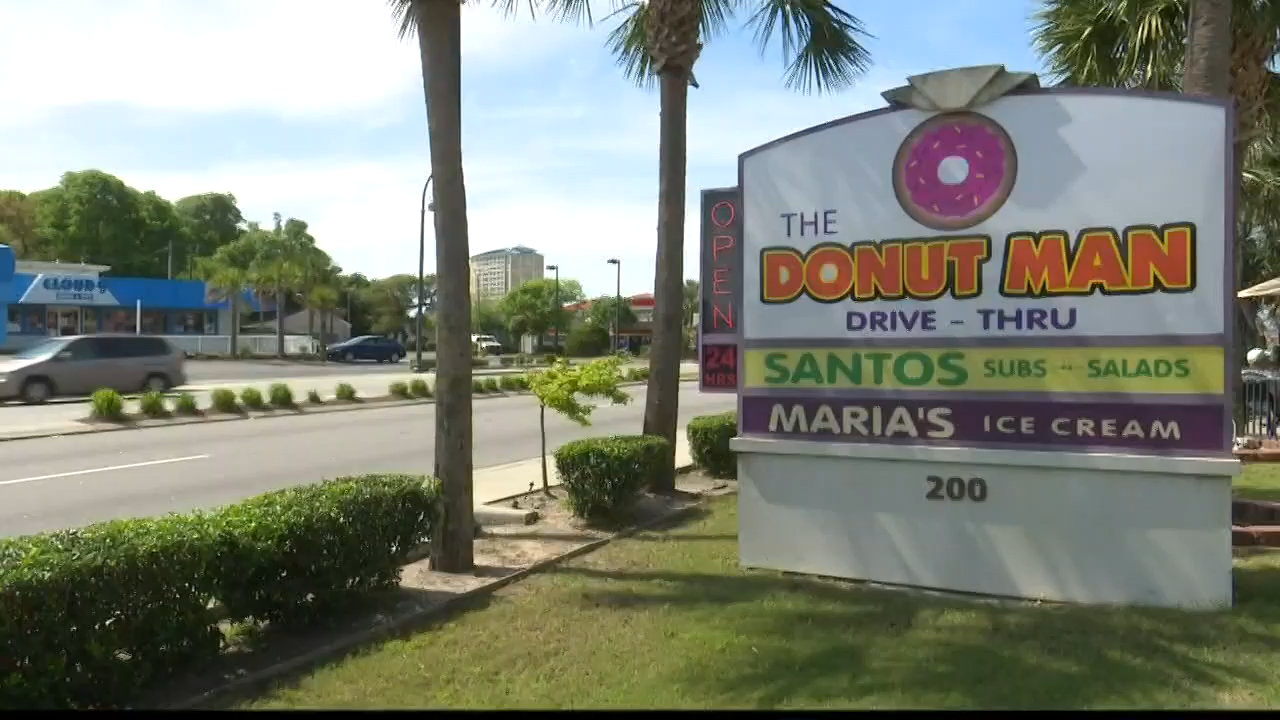 CLOUD 9
OPEN
24
HRS
THE
DONUT MAN
DRIVE - THRU
SANTOS SUBS - SALADS
MARIA'S ICE CREAM
200